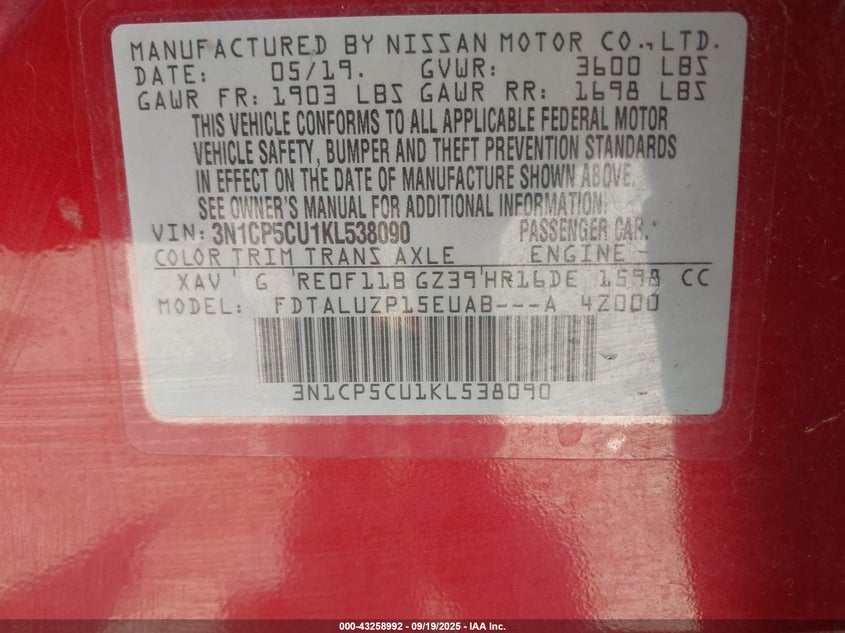 MANUFACTURED BY NISSAN MOTOR CO., LTD.
DATE: 05/19. GVWR: 3600 LBS
GAWR FR: 1903 LBS GAWR RR: 1698 LBS
THIS VEHICLE CONFORMS TO ALL APPLICABLE FEDERAL MOTOR
VEHICLE SAFETY, BUMPER AND THEFT PREVENTION STANDARDS
IN EFFECT ON THE DATE OF MANUFACTURE SHOWN ABOVE.
SEE OWNER'S MANUAL FOR ADDITIONAL INFORMATION.
VIN: 3N1CP5CU1KL538090 PASSENGER CAR.
COLOR TRIM TRANS AXLE ENGINE
XAV G RE0F11B GZ39 HR16DE 1598 CC
MODEL: FDTALUZP15EUAB---A 4Z000
3N1CP5CU1KL538090
000-43258992 - 09/19/2025 - IAA Inc.